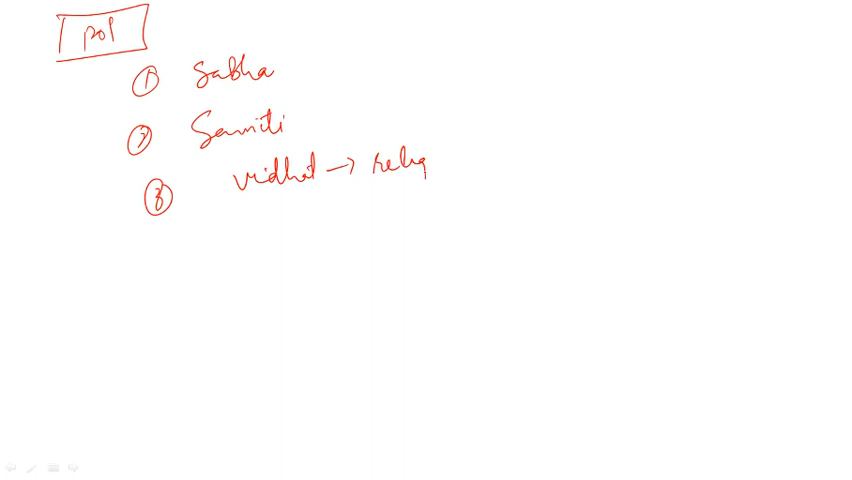 pol
① Sabha
② Samiti
③ vidhat → relig